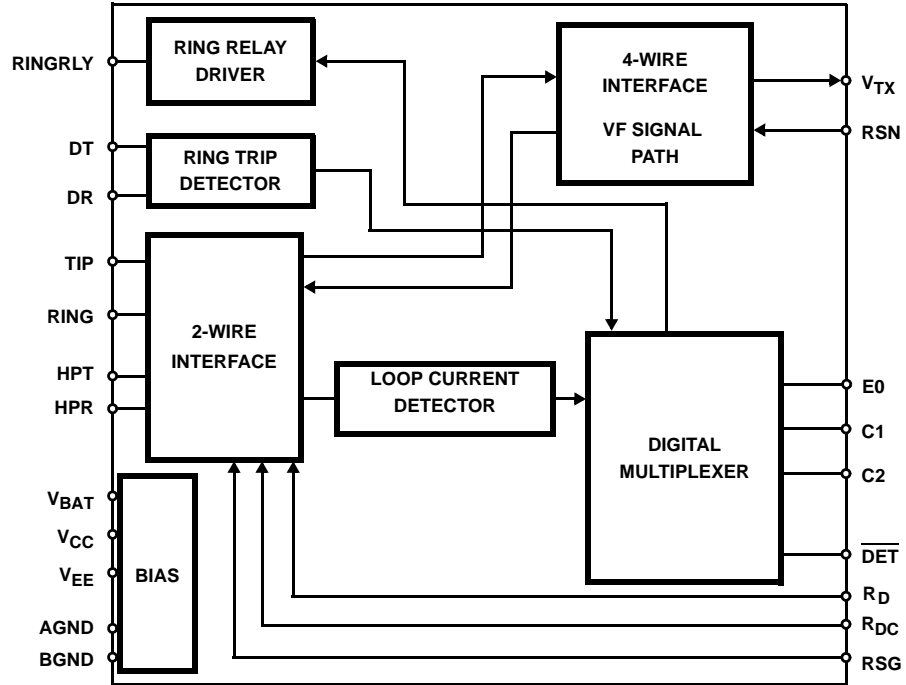 RINGRLY
RING RELAY
DRIVER
4-WIRE
INTERFACE
VF SIGNAL
PATH
VTX
RSN
DT
DR
RING TRIP
DETECTOR
TIP
RING
HPT
HPR
2-WIRE
INTERFACE
LOOP CURRENT
DETECTOR
DIGITAL
MULTIPLEXER
E0
C1
C2
DET
RD
RDC
RSG
VBAT
VCC
VEE
AGND
BGND
BIAS